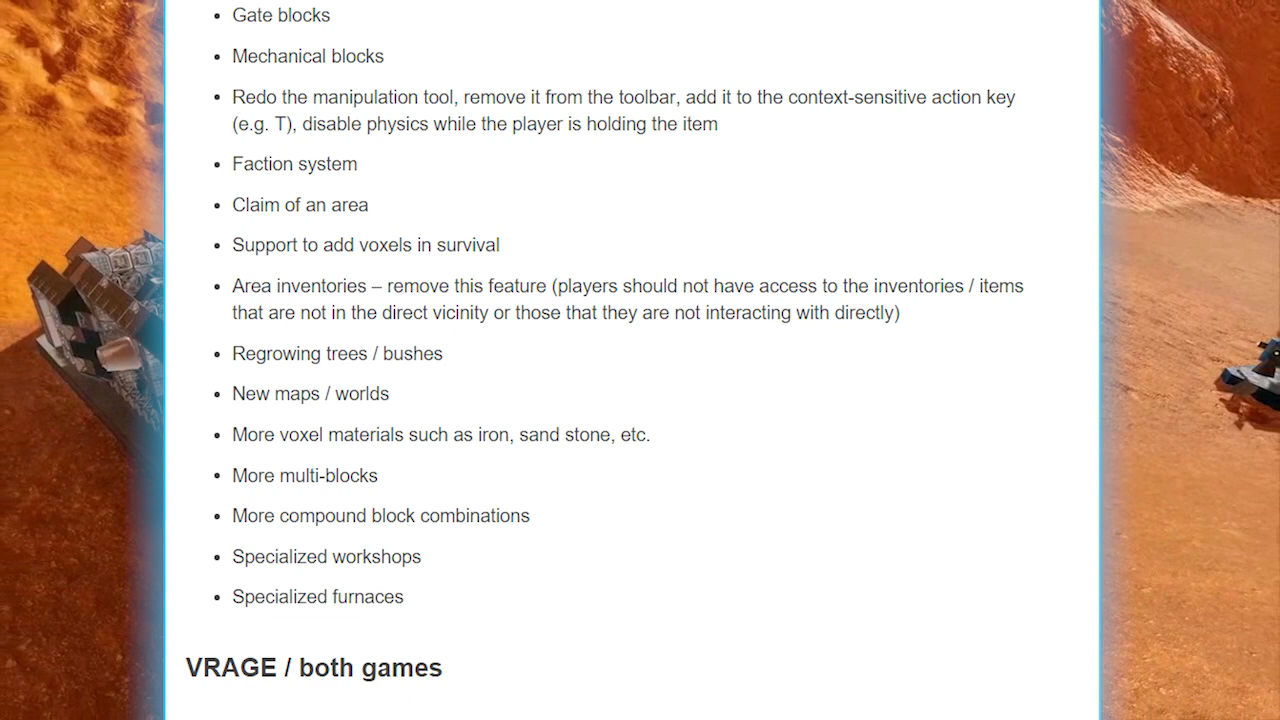 Gate blocks
Mechanical blocks
Redo the manipulation tool, remove it from the toolbar, add it to the context-sensitive action key
(e.g. T), disable physics while the player is holding the item
Faction system
Claim of an area
Support to add voxels in survival
Area inventories – remove this feature (players should not have access to the inventories / items
that are not in the direct vicinity or those that they are not interacting with directly)
Regrowing trees / bushes
New maps / worlds
More voxel materials such as iron, sand stone, etc.
More multi-blocks
More compound block combinations
Specialized workshops
Specialized furnaces
VRAGE / both games